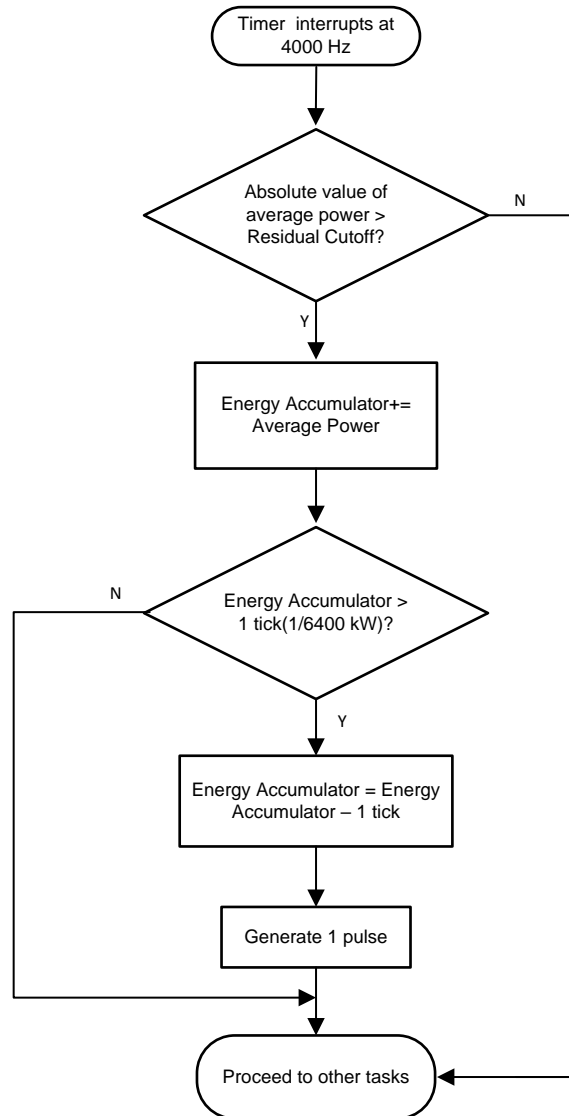 Timer interrupts at
4000 Hz
Absolute value of
average power >
Residual Cutoff?
N
Y
Energy Accumulator+=
Average Power
N
Energy Accumulator >
1 tick(1/6400 kW)?
Y
Energy Accumulator = Energy
Accumulator – 1 tick
Generate 1 pulse
Proceed to other tasks